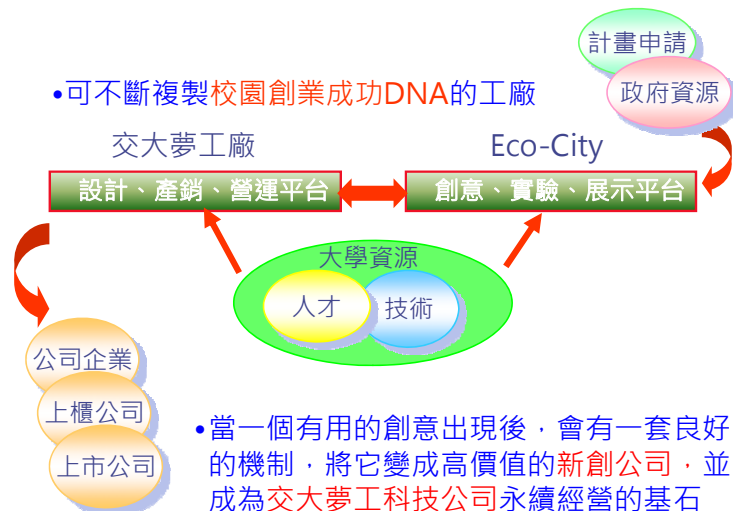 計畫申請
政府資源
•可不斷複製校園創業成功DNA的工廠
交大夢工廠
Eco-City
設計、產銷、營運平台
創意、實驗、展示平台
大學資源
人才
技術
公司企業
上櫃公司
上市公司
•當一個有用的創意出現後，會有一套良好
的機制，將它變成高價值的新創公司，並
成為交大夢工科技公司永續經營的基石